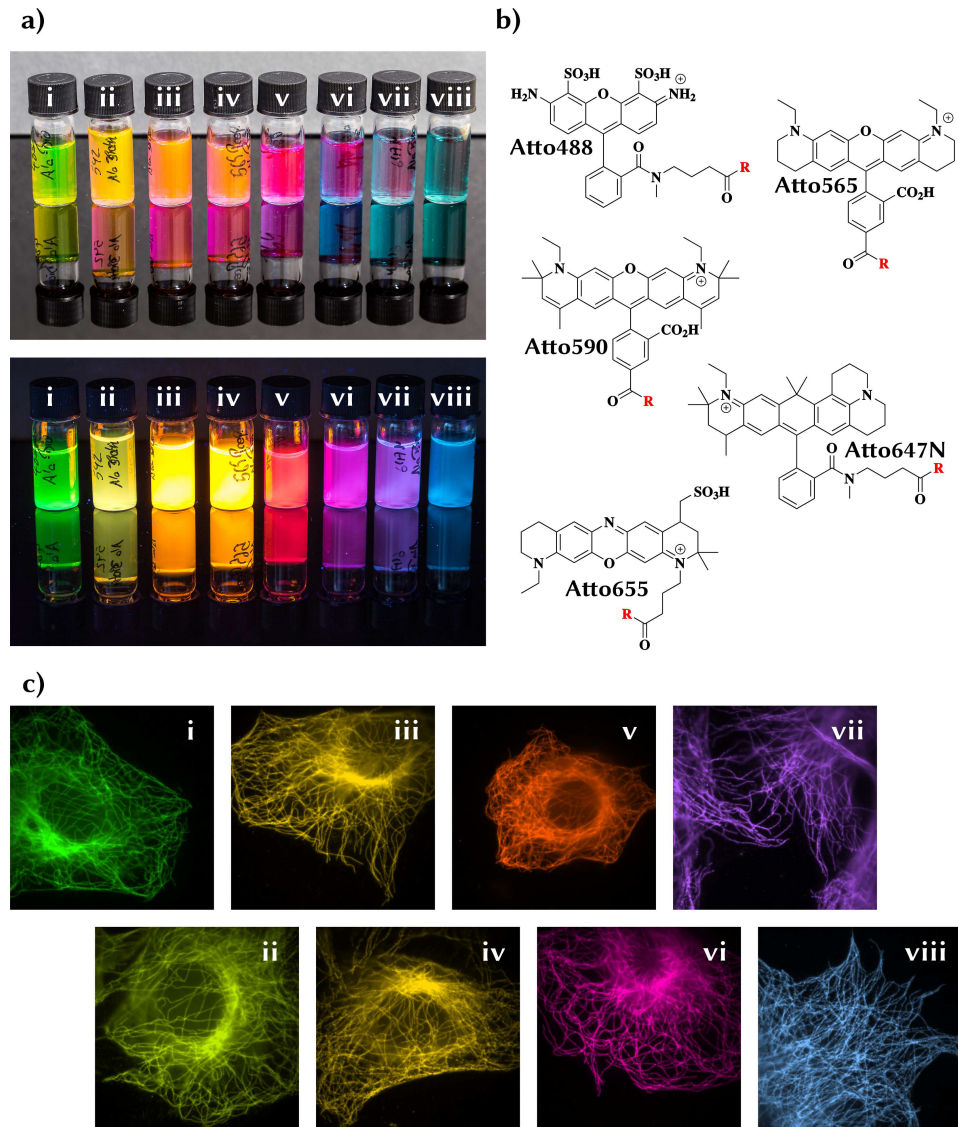 a)
b)
i ii iii iv v vi vii viii
i ii iii iv v vi vii viii
SO₃H SO₃H
H₂N O NH₂
+
Atto488
O
N
O
R
N O N
+
Atto565
CO₂H
O
R
N O N
+
Atto590
CO₂H
O
R
N
+
N
Atto647N
O
N
O
R
SO₃H
N
O
N
N
+
Atto655
R
O
c)
i iii v vii
ii iv vi viii